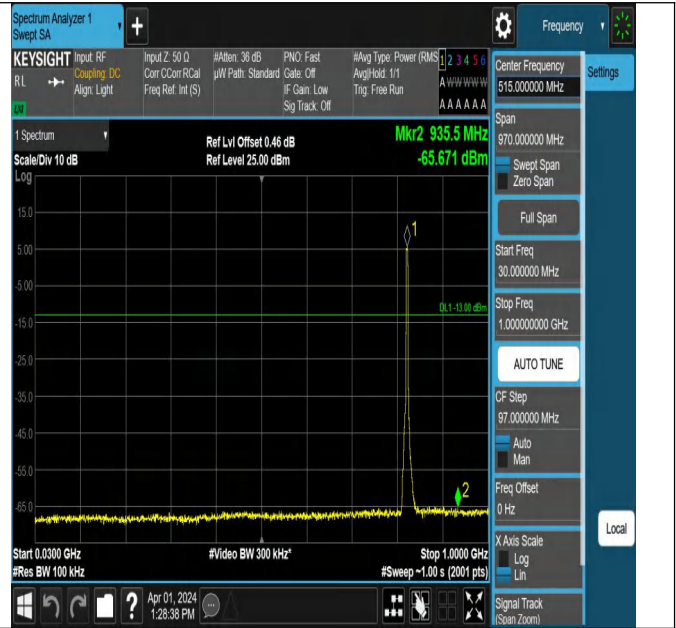 Spectrum Analyzer 1
Swept SA
Frequency
KEYSIGHT
RL
LXI
Input: RF
Coupling: DC
Align: Light
Input Z: 50 Ω
Corr CCorr RCal
Freq Ref: Int (S)
#Atten: 36 dB
µW Path: Standard
PNO: Fast
Gate: Off
IF Gain: Low
Sig Track: Off
#Avg Type: Power (RMS
Avg|Hold: 1/1
Trig: Free Run
1 2 3 4 5 6
A W W W W W
A A A A A A
1 Spectrum
Scale/Div 10 dB
Log
Ref Lvl Offset 0.46 dB
Ref Level 25.00 dBm
Mkr2 935.5 MHz
-65.671 dBm
15.0
5.00
-5.00
-15.0
-25.0
-35.0
-45.0
-55.0
-65.0
1
DL1 -13.00 dBm
2
Start 0.0300 GHz
#Res BW 100 kHz
#Video BW 300 kHz*
Stop 1.0000 GHz
#Sweep ~1.00 s (2001 pts)
Center Frequency
515.000000 MHz
Settings
Span
970.000000 MHz
Swept Span
Zero Span
Full Span
Start Freq
30.000000 MHz
Stop Freq
1.000000000 GHz
AUTO TUNE
CF Step
97.000000 MHz
Auto
Man
Freq Offset
0 Hz
X Axis Scale
Log
Lin
Local
Signal Track
(Span Zoom)
?
Apr 01, 2024
1:28:38 PM